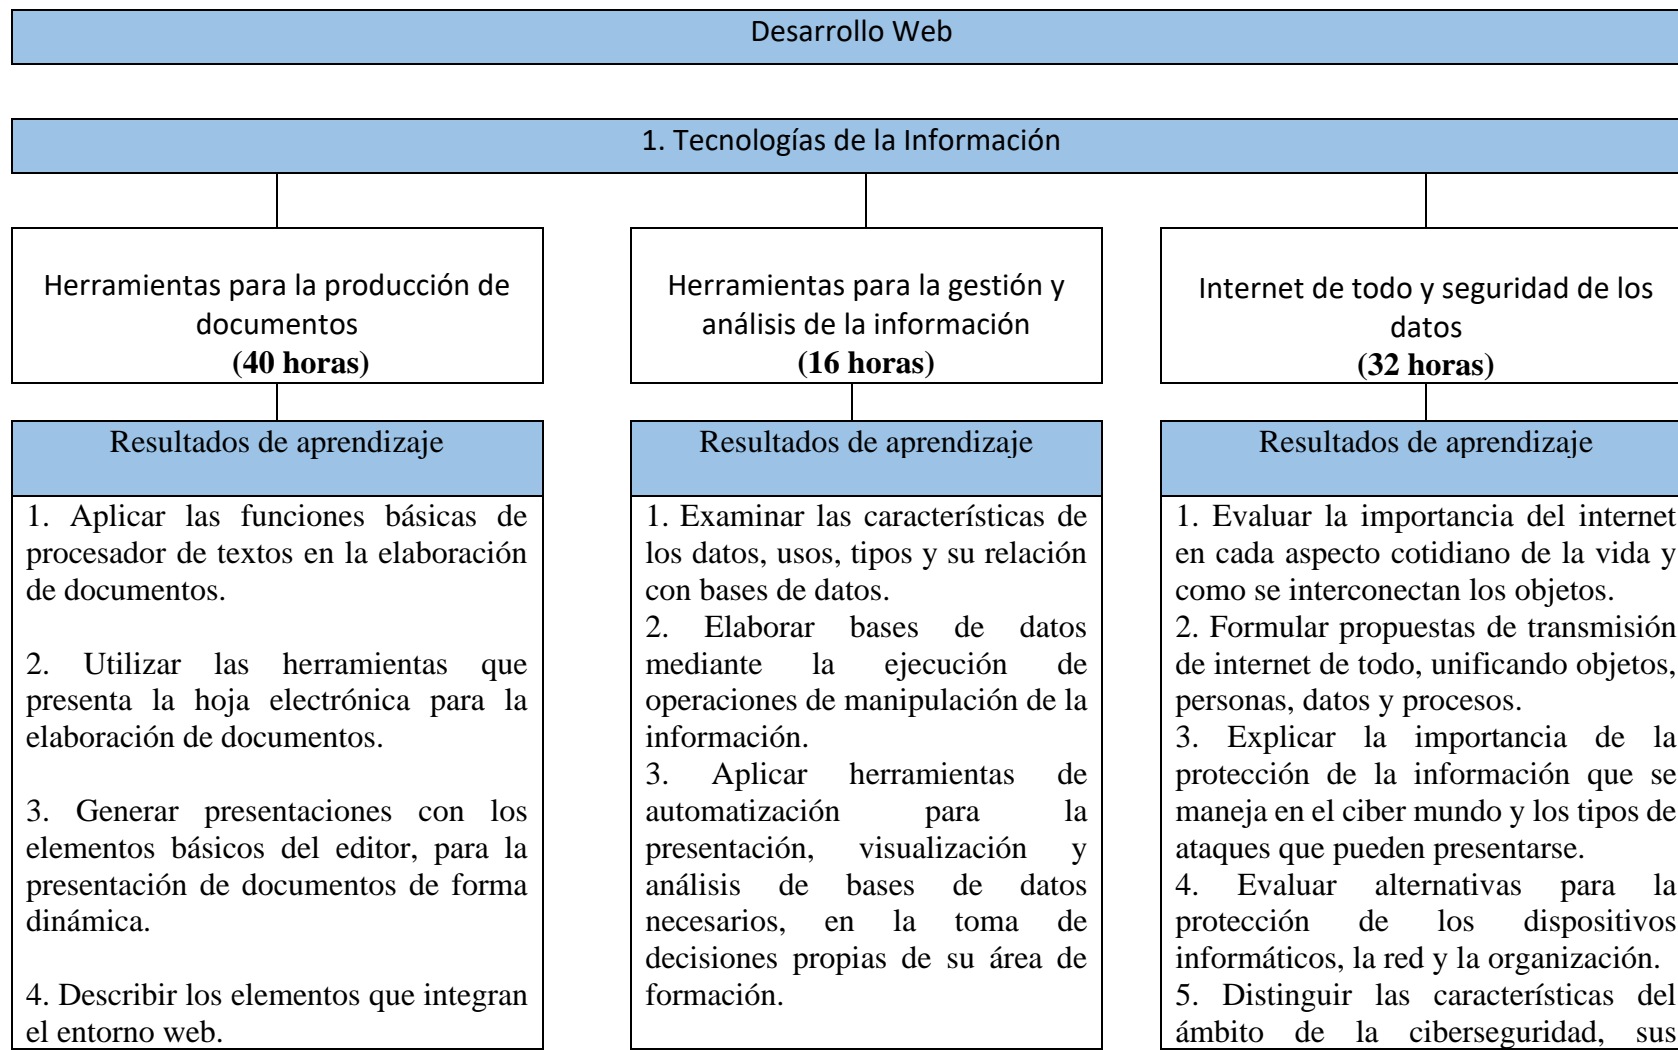 Desarrollo Web
1. Tecnologías de la Información
Herramientas para la producción de
documentos
(40 horas)
Herramientas para la gestión y
análisis de la información
(16 horas)
Internet de todo y seguridad de los
datos
(32 horas)
Resultados de aprendizaje
1. Aplicar las funciones básicas de
procesador de textos en la elaboración
de documentos.
2. Utilizar las herramientas que
presenta la hoja electrónica para la
elaboración de documentos.
3. Generar presentaciones con los
elementos básicos del editor, para la
presentación de documentos de forma
dinámica.
4. Describir los elementos que integran
el entorno web.
Resultados de aprendizaje
1. Examinar las características de
los datos, usos, tipos y su relación
con bases de datos.
2. Elaborar bases de datos
mediante la ejecución de
operaciones de manipulación de la
información.
3. Aplicar herramientas de
automatización para la
presentación, visualización y
análisis de bases de datos
necesarios, en la toma de
decisiones propias de su área de
formación.
Resultados de aprendizaje
1. Evaluar la importancia del internet
en cada aspecto cotidiano de la vida y
como se interconectan los objetos.
2. Formular propuestas de transmisión
de internet de todo, unificando objetos,
personas, datos y procesos.
3. Explicar la importancia de la
protección de la información que se
maneja en el ciber mundo y los tipos de
ataques que pueden presentarse.
4. Evaluar alternativas para la
protección de los dispositivos
informáticos, la red y la organización.
5. Distinguir las características del
ámbito de la ciberseguridad, sus